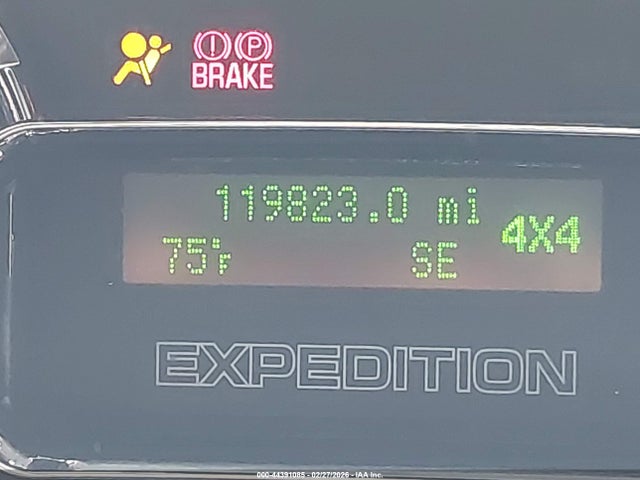 BRAKE
119823.0 mi
75°F SE 4X4
EXPEDITION
000-44391085 - 02/27/2026 - IAA Inc.